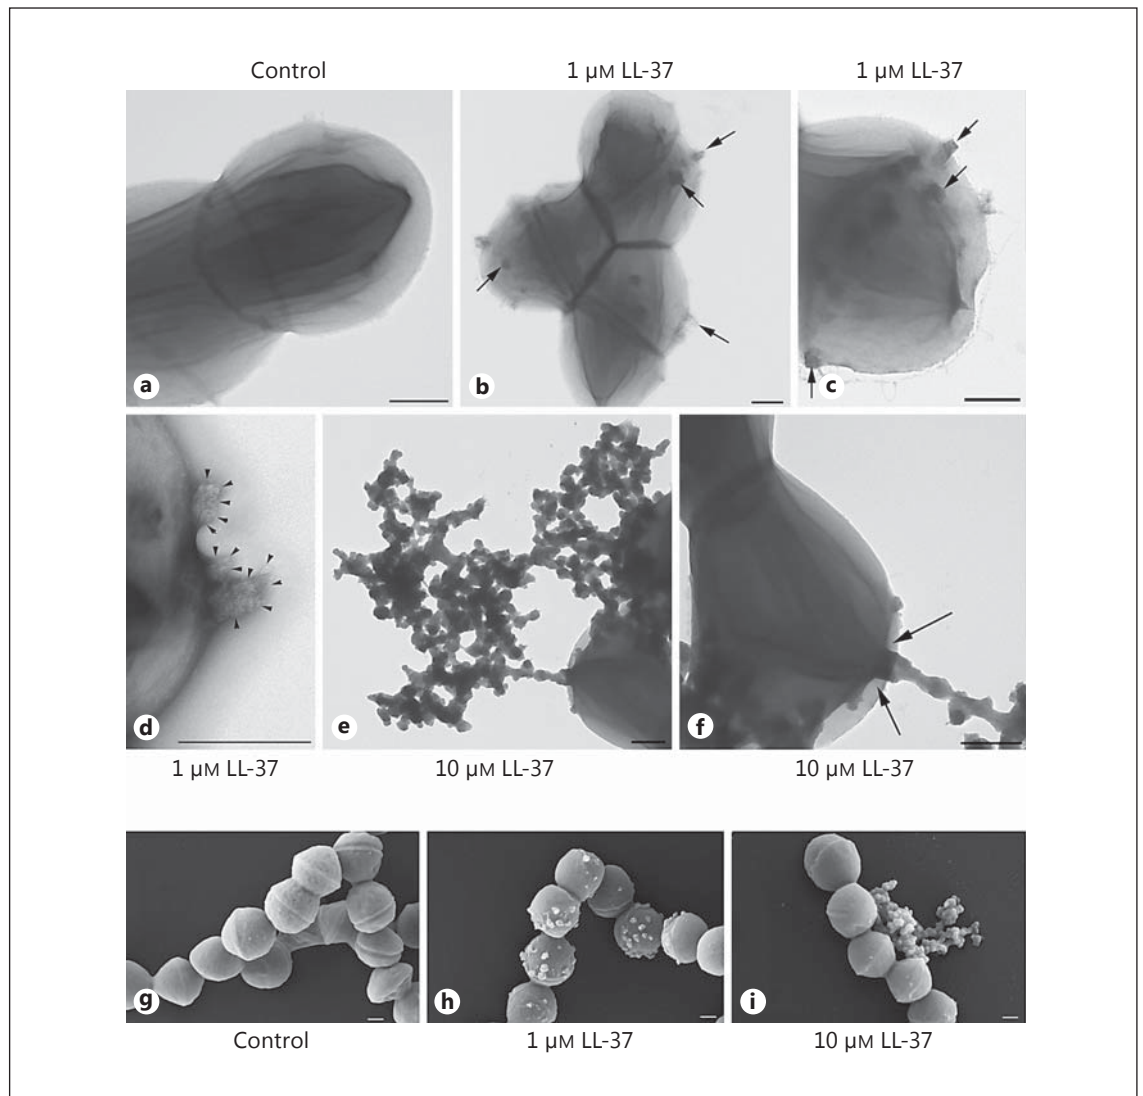 Control
1 µM LL-37
1 µM LL-37
a
b
c
d
e
f
1 µM LL-37
10 µM LL-37
10 µM LL-37
g
h
i
Control
1 µM LL-37
10 µM LL-37